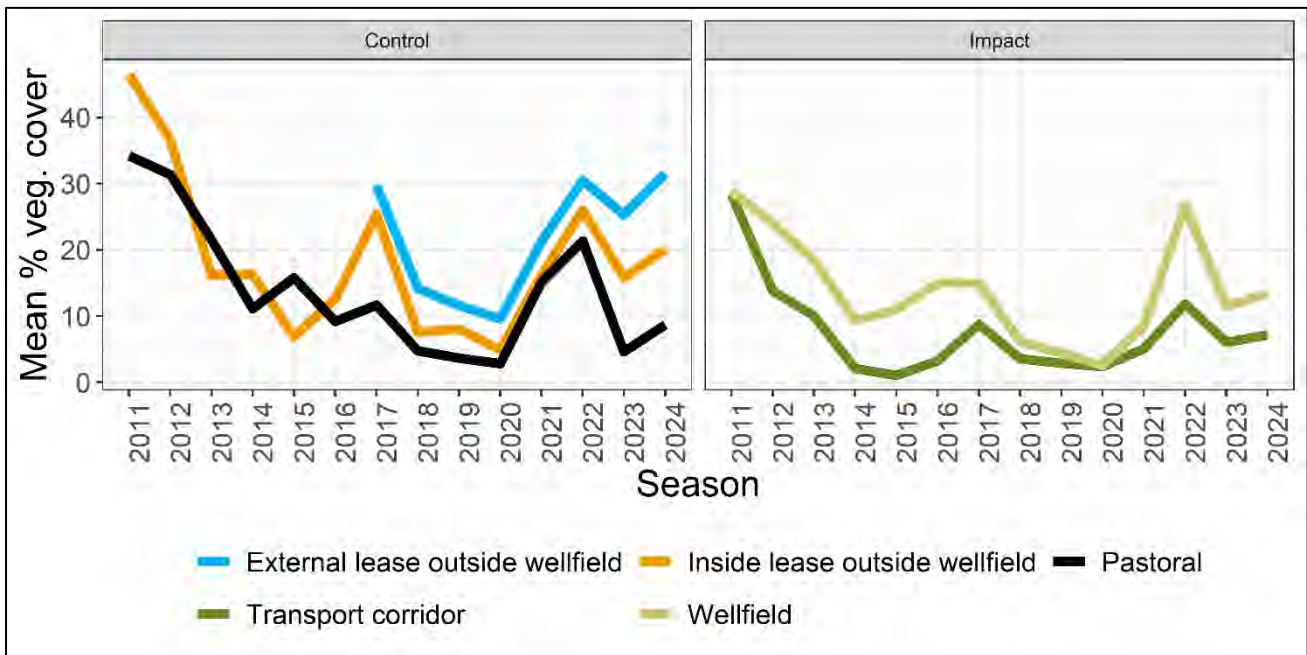 Control
Impact
Mean % veg. cover
40
30
20
10
0
2011 2012 2013 2014 2015 2016 2017 2018 2019 2020 2021 2022 2023 2024
2011 2012 2013 2014 2015 2016 2017 2018 2019 2020 2021 2022 2023 2024
Season
External lease outside wellfield Inside lease outside wellfield Pastoral
Transport corridor Wellfield